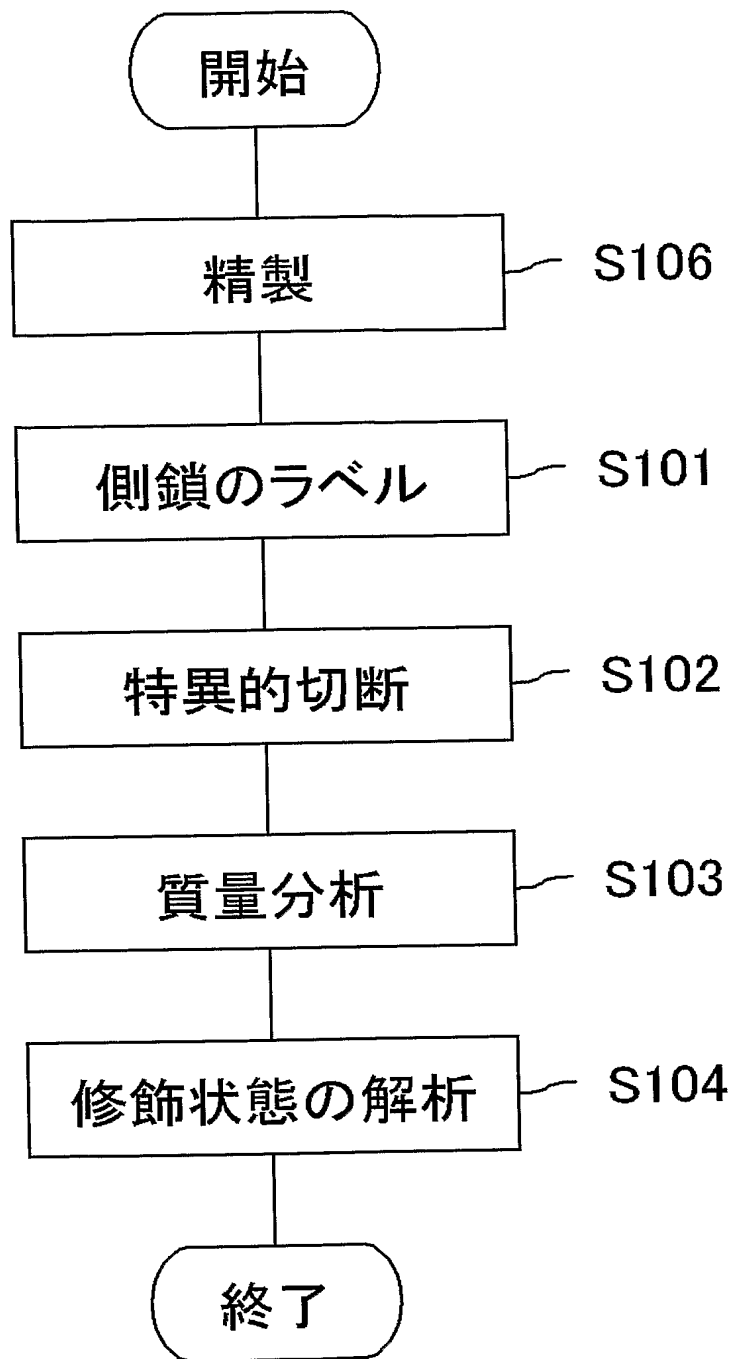 開始
精製
S106
側鎖のラベル
S101
特異的切断
S102
質量分析
S103
修飾状態の解析
S104
終了